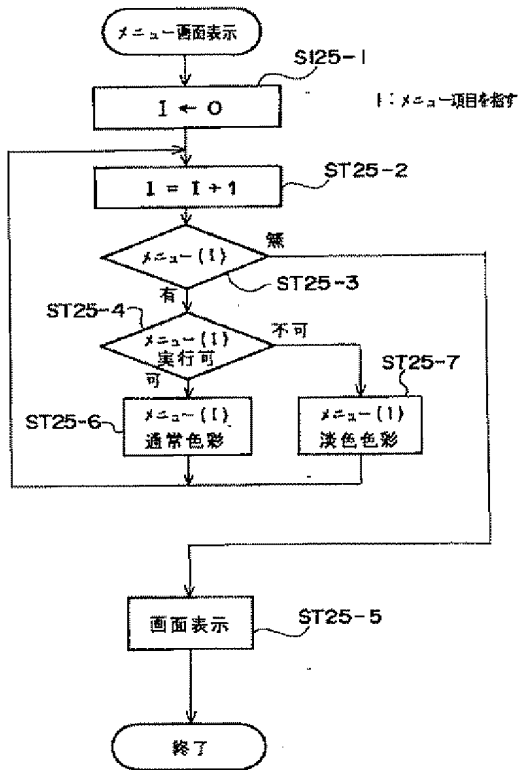 メニュー画面表示
S125-1
I ← 0
I：メニュー項目を指す
I = I + 1
ST25-2
メニュー(I)
無
ST25-3
有
ST25-4
メニュー(I)
実行可
不可
可
ST25-7
ST25-6
メニュー(I)
通常色彩
メニュー(1)
淡色色彩
画面表示
ST25-5
終了